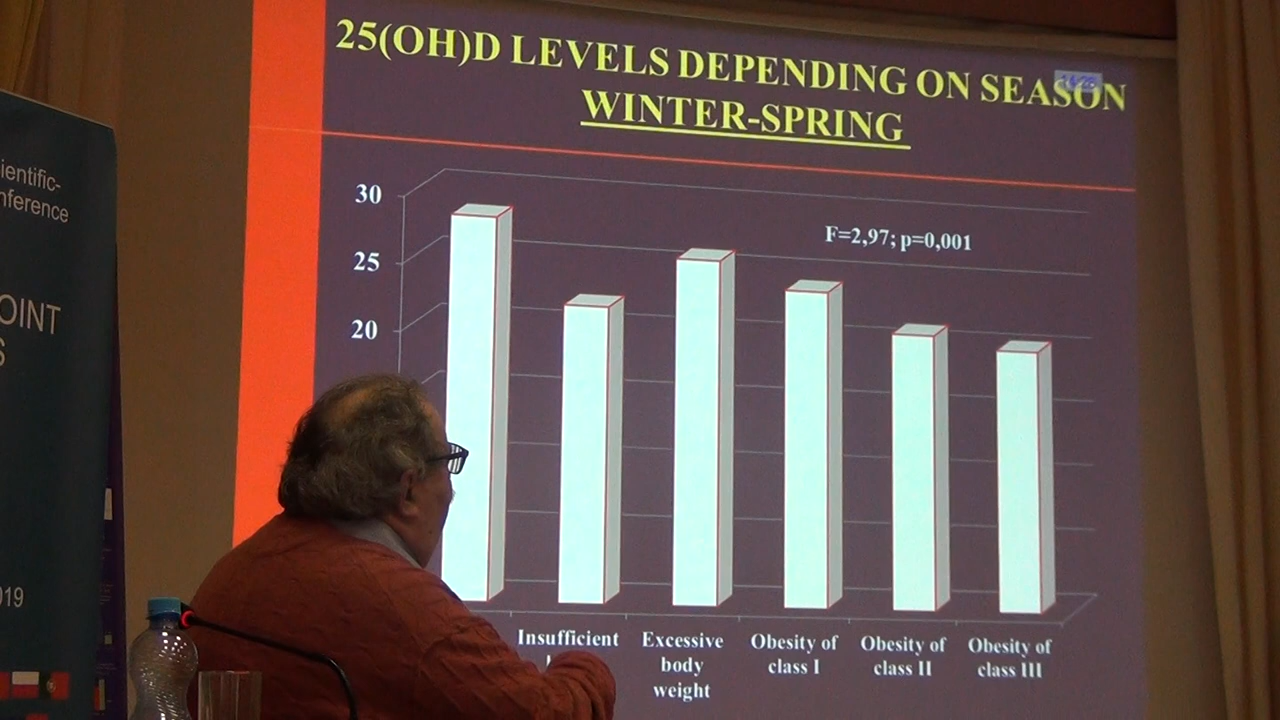 25(OH)D LEVELS DEPENDING ON SEASON
WINTER-SPRING
30
25
20
F=2,97; p=0,001
Insufficient
Excessive
body
weight
Obesity of
class I
Obesity of
class II
Obesity of
class III
ientific-
nference
OINT
S
019